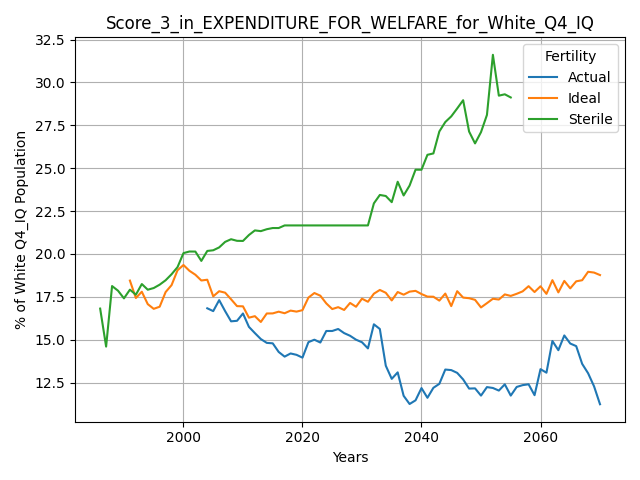 Score_3_in_EXPENDITURE_FOR_WELFARE_for_White_Q4_IQ
32.5
30.0
27.5
25.0
22.5
20.0
17.5
15.0
12.5
% of White Q4_IQ Population
Fertility
Actual
Ideal
Sterile
2000
2020
2040
2060
Years